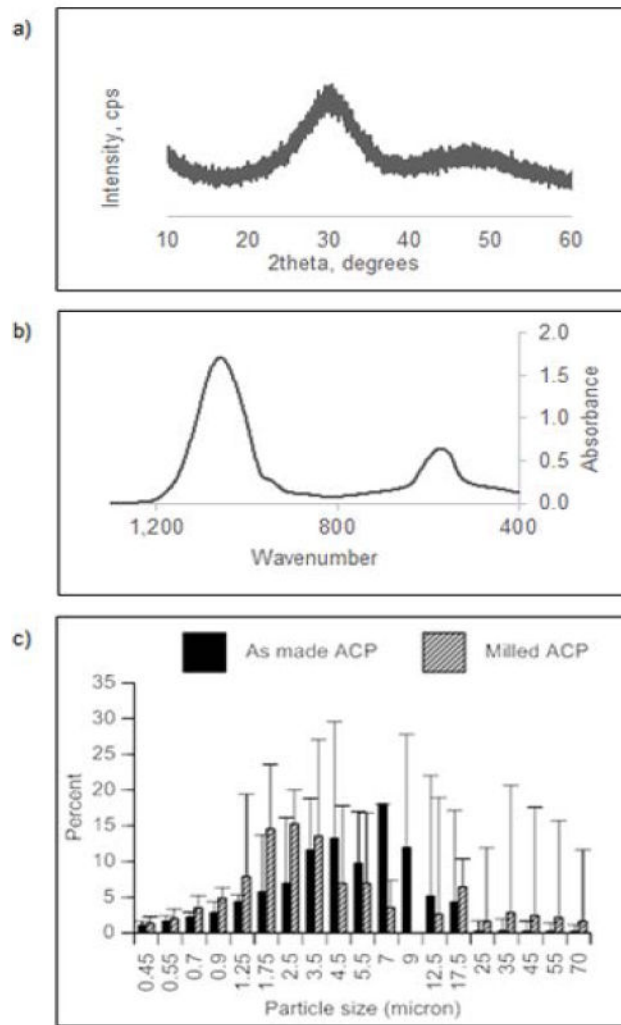 a)
Intensity, cps
10 20 30 40 50 60
2theta, degrees
b)
2.0
1.5
1.0
0.5
0.0
Absorbance
1,200 800 400
Wavenumber
c)
As made ACP Milled ACP
35
30
25
20
15
10
5
0
Percent
0.45 0.55 0.7 0.9 1.25 1.75 2.5 3.5 4.5 5.5 7 9 12.5 17.5 25 35 45 55 70
Particle size (micron)